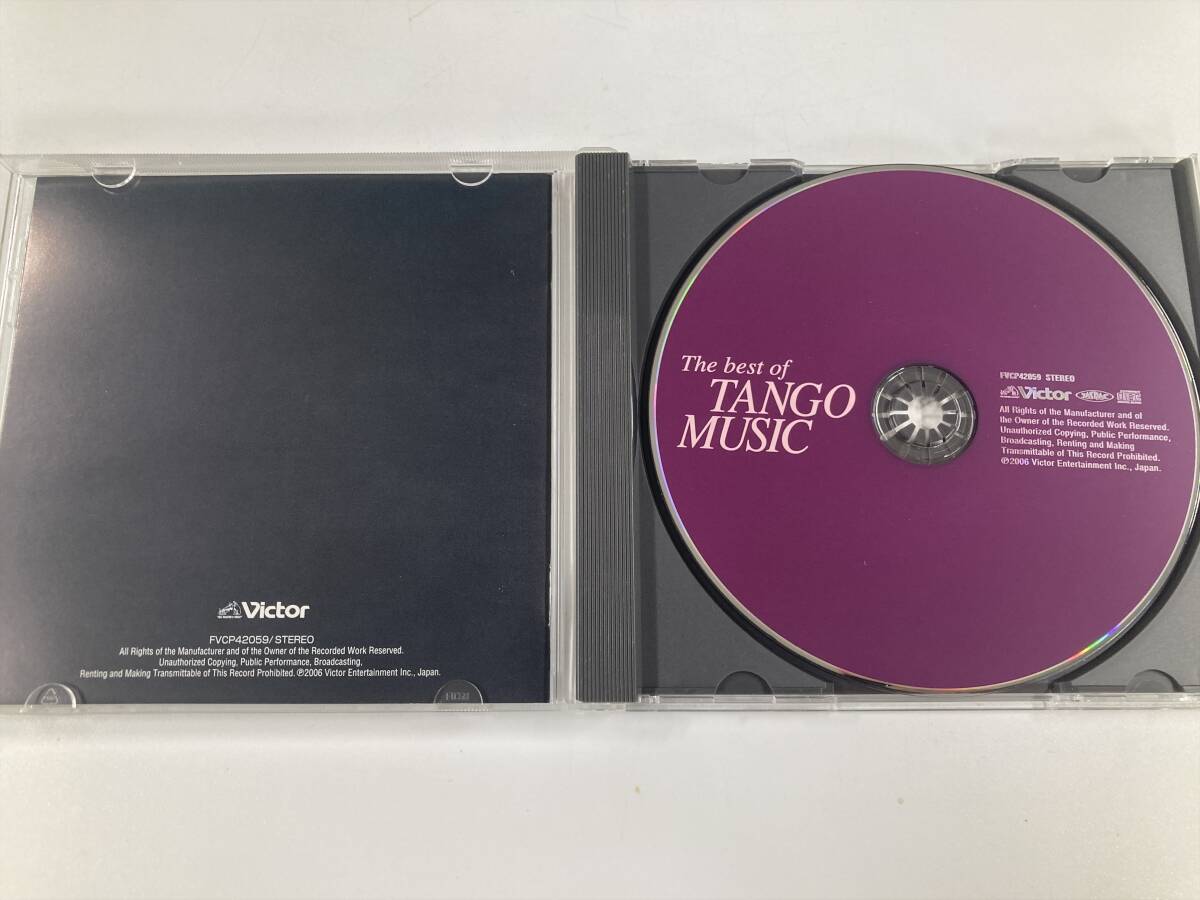 Victor
FVCP42059/STEREO
All Rights of the Manufacturer and of the Owner of the Recorded Work Reserved.
Unauthorized Copying, Public Performance, Broadcasting,
Renting and Making Transmittable of This Record Prohibited. ℗2006 Victor Entertainment Inc., Japan.
The best of
TANGO
MUSIC
FVCP42059 STEREO
Victor
All Rights of the Manufacturer and of
the Owner of the Recorded Work Reserved.
Unauthorized Copying, Public Performance,
Broadcasting, Renting and Making
Transmittable of This Record Prohibited.
℗2006 Victor Entertainment Inc., Japan.